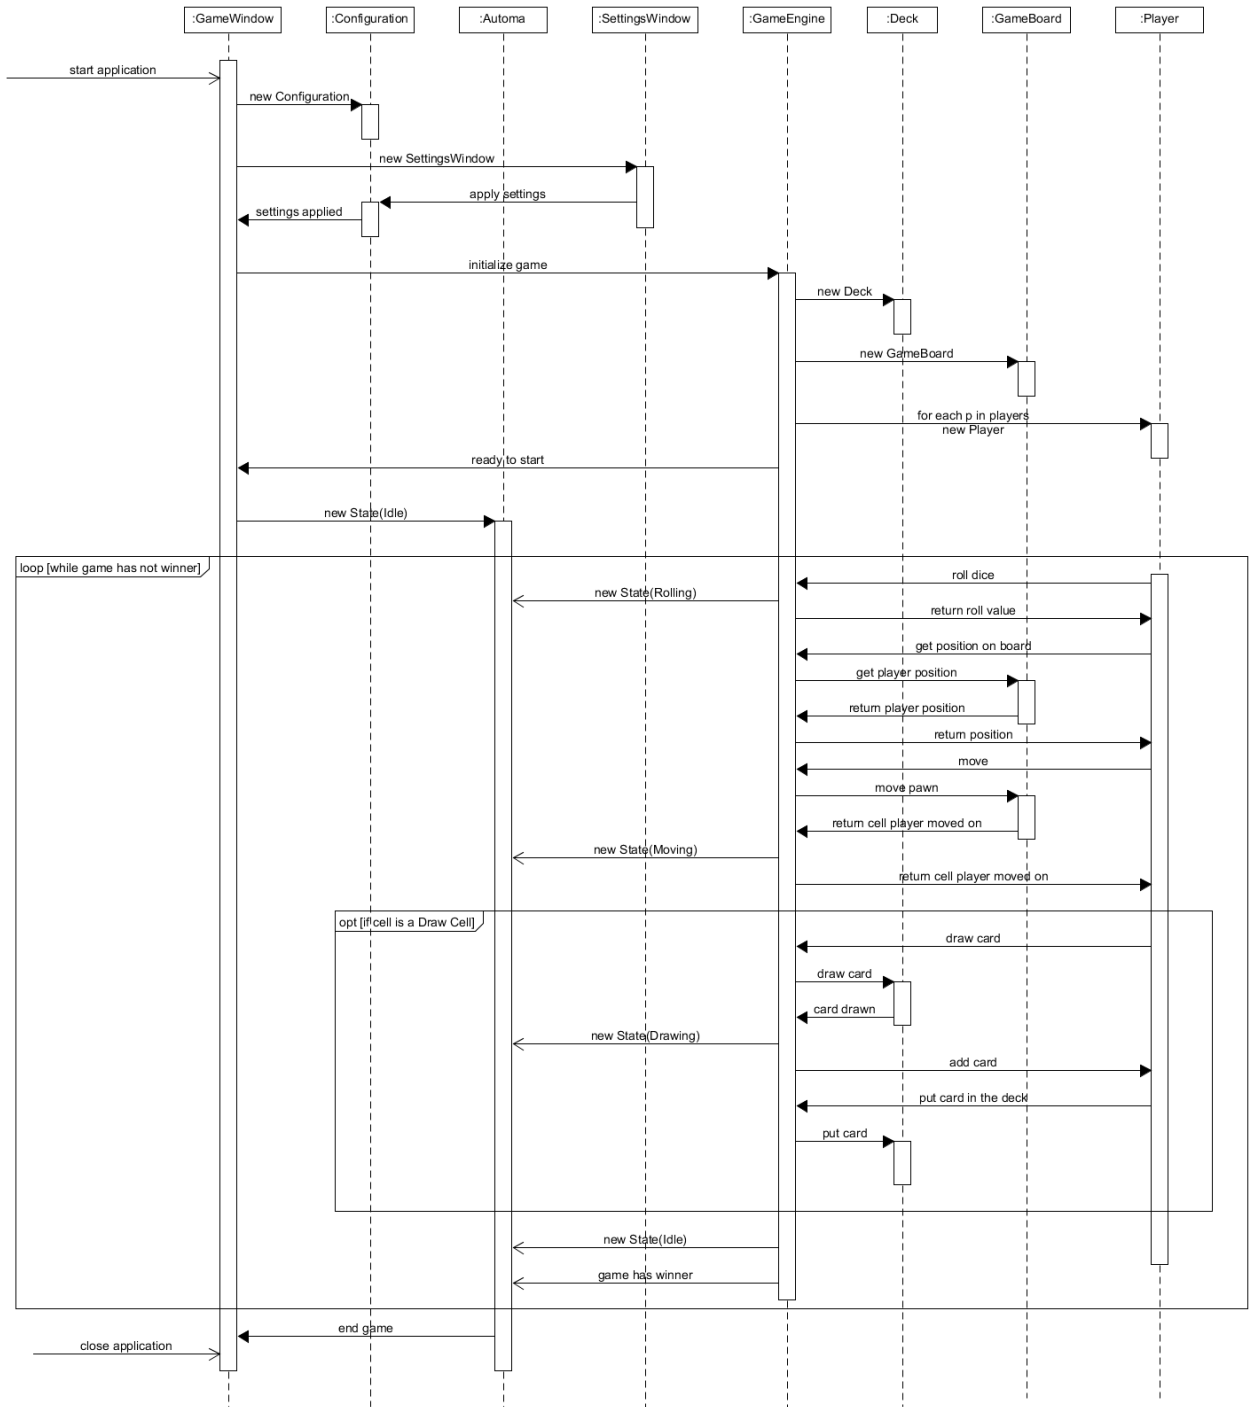 :GameWindow
:Configuration
:Automa
:SettingsWindow
:GameEngine
:Deck
:GameBoard
:Player
start application
new Configuration
new SettingsWindow
apply settings
settings applied
initialize game
new Deck
new GameBoard
for each p in players
new Player
ready to start
new State(Idle)
loop [while game has not winner]
roll dice
new State(Rolling)
return roll value
get position on board
get player position
return player position
return position
move
move pawn
return cell player moved on
new State(Moving)
return cell player moved on
opt [if cell is a Draw Cell]
draw card
draw card
card drawn
new State(Drawing)
add card
put card in the deck
put card
new State(Idle)
game has winner
end game
close application